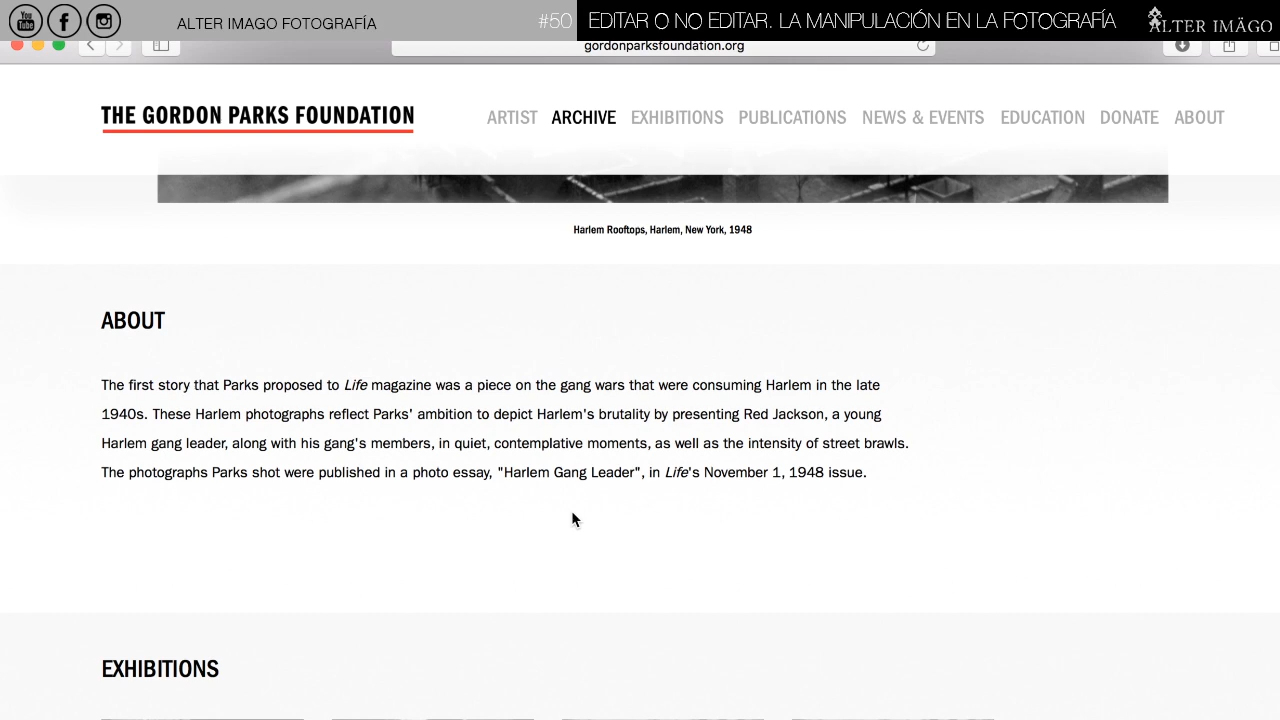 You
Tube
ALTER IMAGO FOTOGRAFÍA
#50
EDITAR O NO EDITAR. LA MANIPULACIÓN EN LA FOTOGRAFÍA
ALTER IMÄGO
gordonparksfoundation.org
THE GORDON PARKS FOUNDATION
ARTIST ARCHIVE EXHIBITIONS PUBLICATIONS NEWS & EVENTS EDUCATION DONATE ABOUT
Harlem Rooftops, Harlem, New York, 1948
ABOUT
The first story that Parks proposed to Life magazine was a piece on the gang wars that were consuming Harlem in the late
1940s. These Harlem photographs reflect Parks' ambition to depict Harlem's brutality by presenting Red Jackson, a young
Harlem gang leader, along with his gang's members, in quiet, contemplative moments, as well as the intensity of street brawls.
The photographs Parks shot were published in a photo essay, "Harlem Gang Leader", in Life's November 1, 1948 issue.
EXHIBITIONS